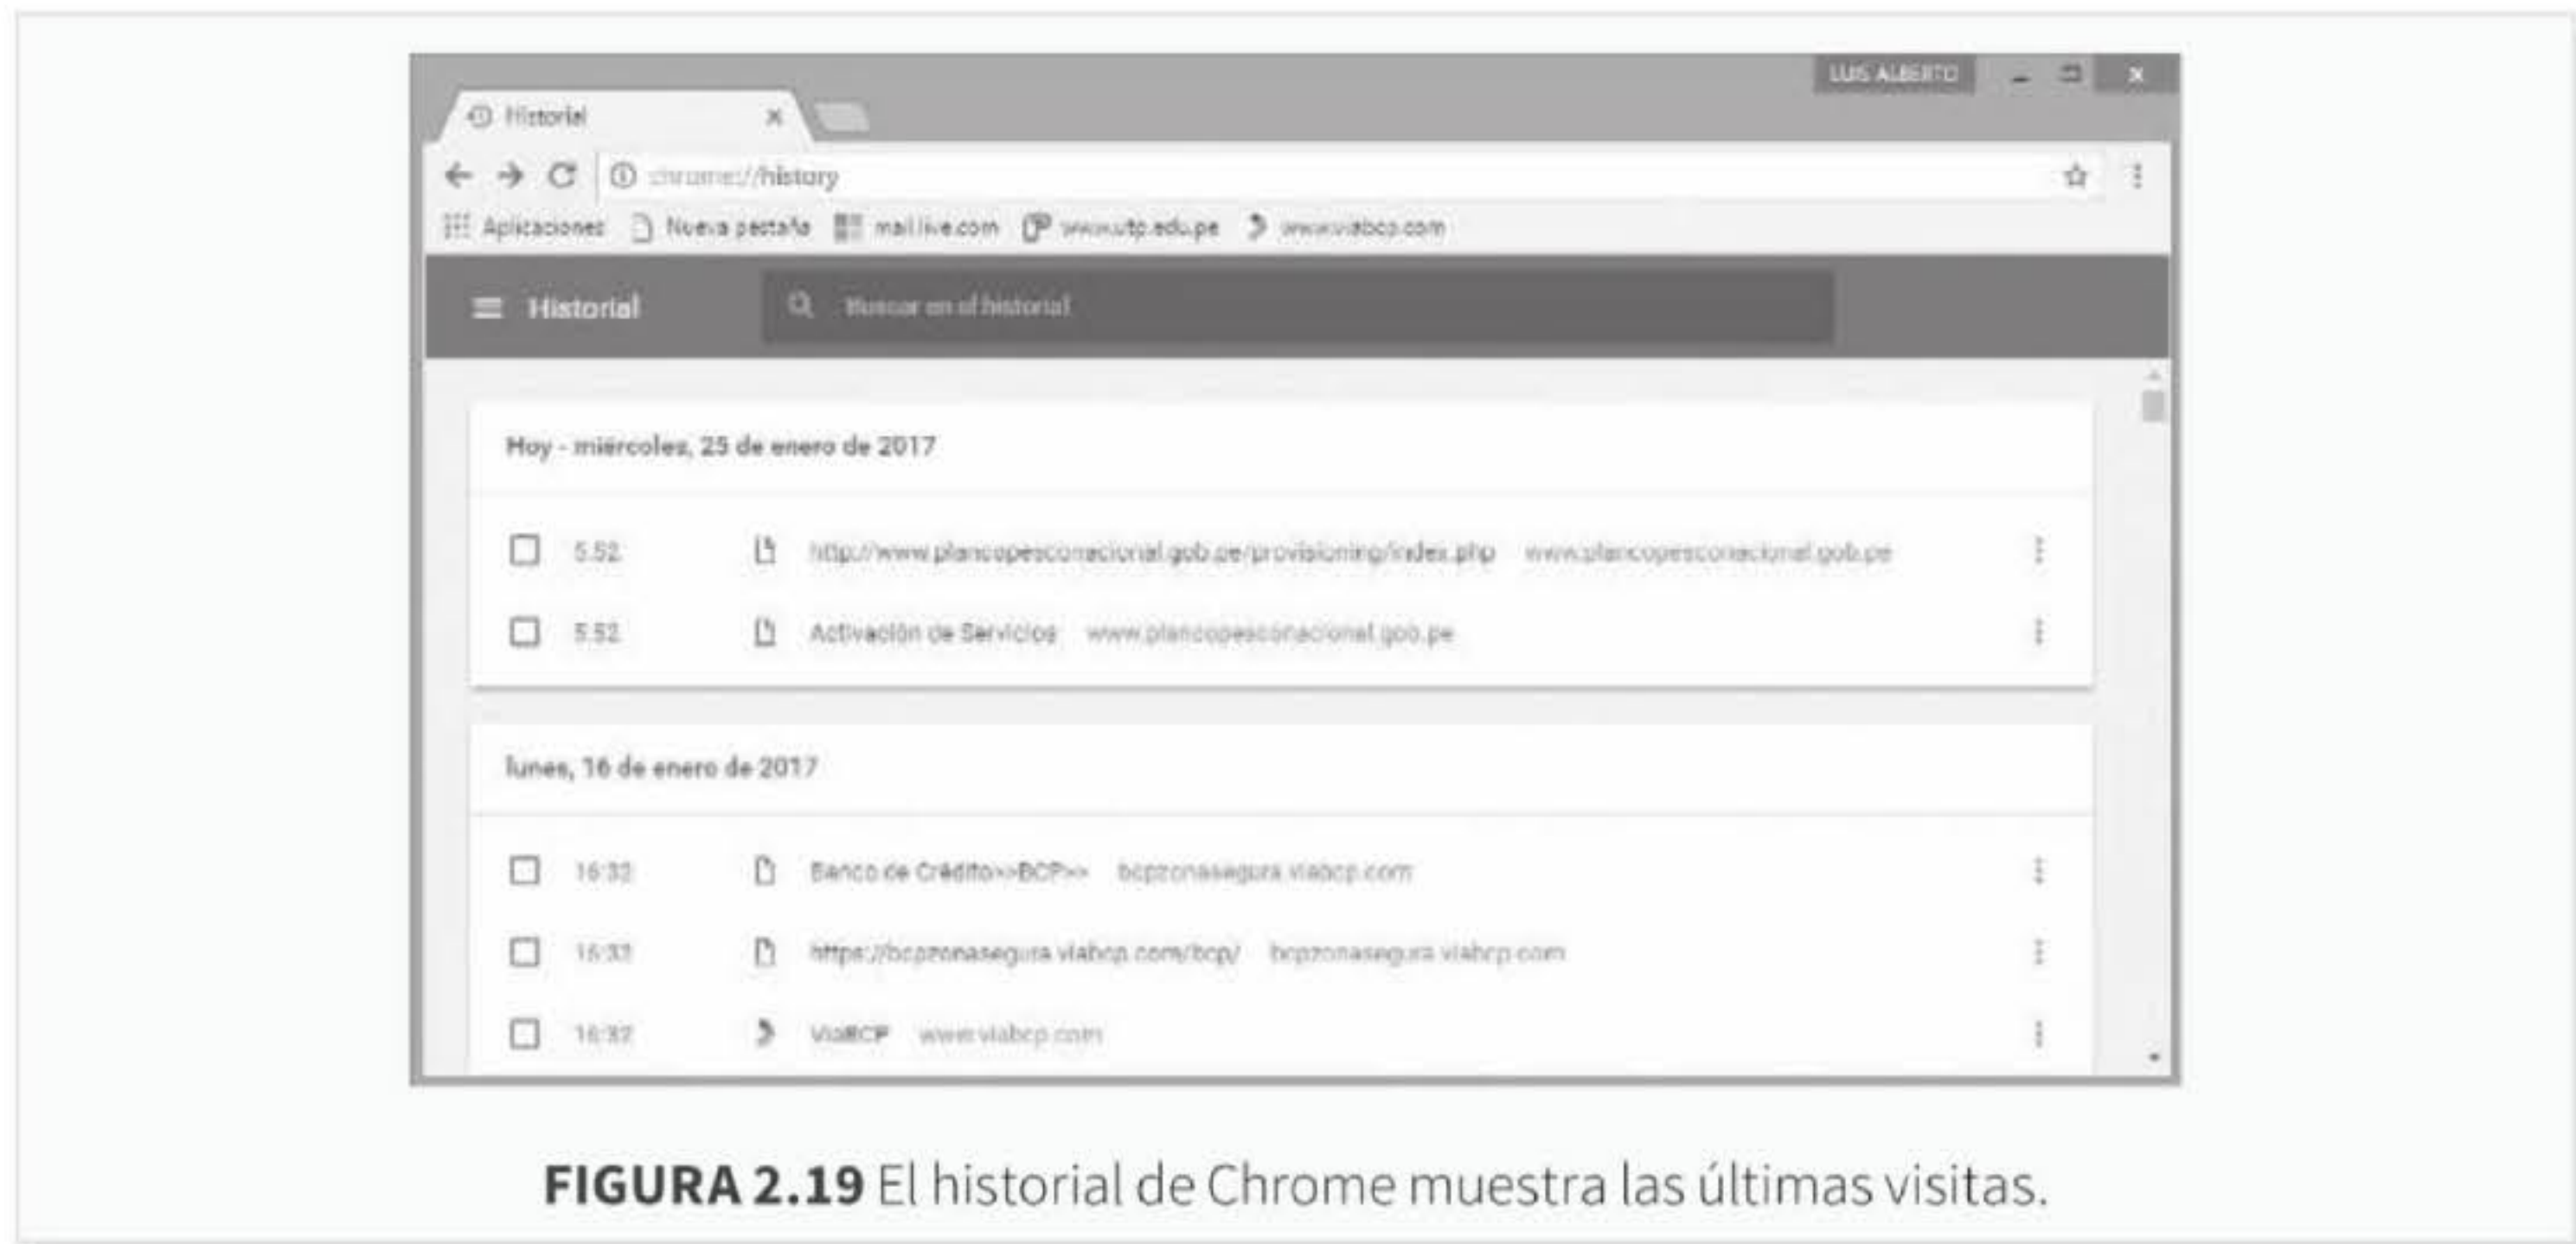 LUIS ALBERTO
Historial
chrome://history
Aplicaciones Nueva pestaña mail.live.com www.utp.edu.pe www.viabcp.com
Historial Buscar en el historial
Hoy - miércoles, 25 de enero de 2017
5:52 http://www.plancopesconacional.gob.pe/provisioning/index.php www.plancopesconacional.gob.pe
5:52 Activación de Servicios www.plancopesconacional.gob.pe
lunes, 16 de enero de 2017
16:32 Banco de Crédito>>BCP>> bcpzonasegura.viabcp.com
16:32 https://bcpzonasegura.viabcp.com/bcp/ bcpzonasegura.viabcp.com
16:32 ViaBCP www.viabcp.com
FIGURA 2.19 El historial de Chrome muestra las últimas visitas.